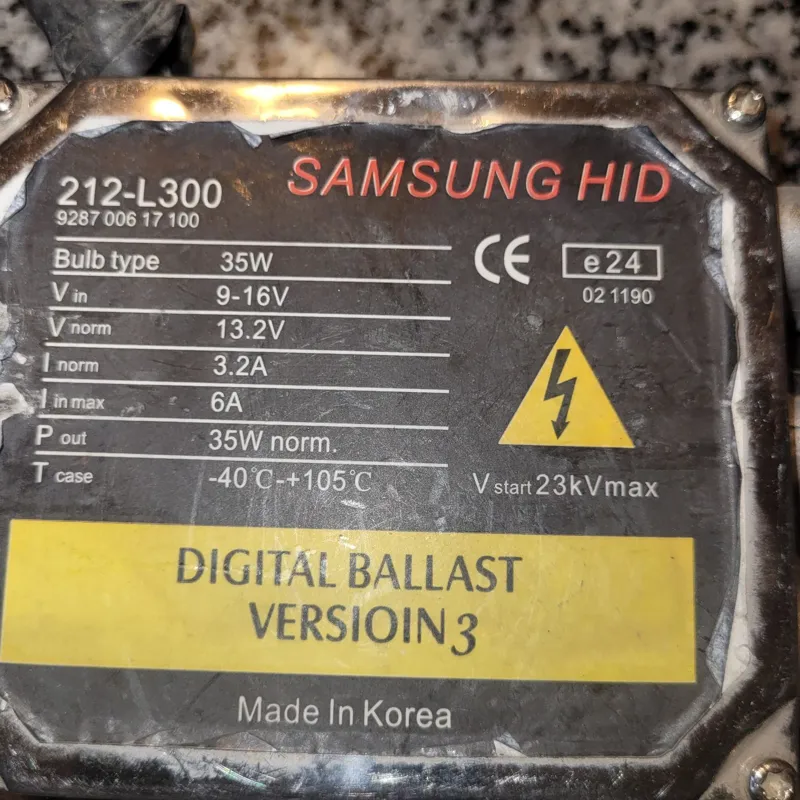 SAMSUNG HID
212-L300
9287 006 17 100
Bulb type 35W
V in 9-16V
V norm 13.2V
I norm 3.2A
I in max 6A
P out 35W norm.
T case -40℃-+105℃
CE e24
02 1190
V start 23kVmax
DIGITAL BALLAST
VERSIOIN 3
Made In Korea